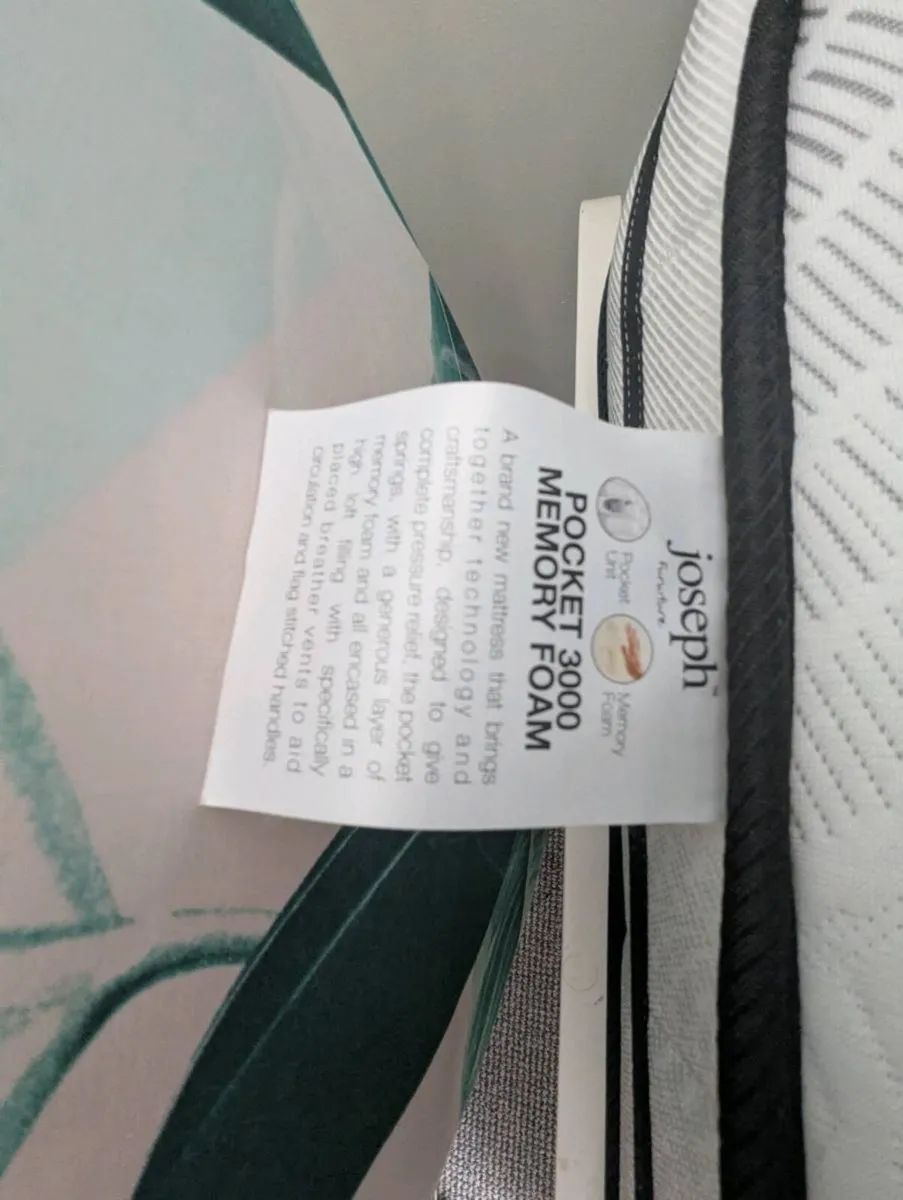 joseph™
Furniture.
Pocket
Unit
Memory
Foam
POCKET 3000
MEMORY FOAM
A brand new mattress that brings
together technology and
craftsmanship, designed to give
complete pressure relief, the pocket
springs, with a generous layer of
memory foam and all encased in a
high loft filling with specifically
placed breather vents to aid
circulation and flag stitched handles.